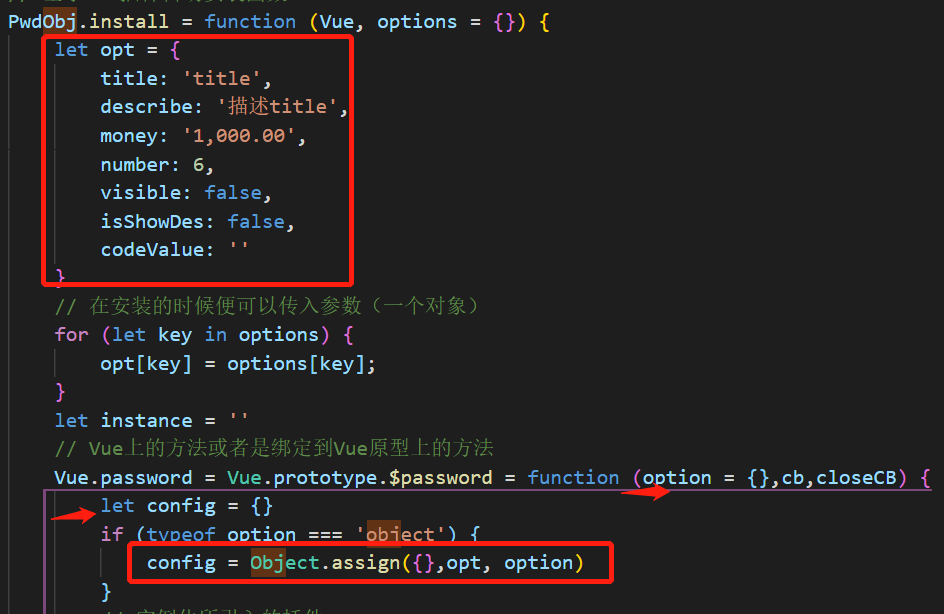 PwdObj.install = function (Vue, options = {}) {
let opt = {
title: 'title',
describe: '描述title',
money: '1,000.00',
number: 6,
visible: false,
isShowDes: false,
codeValue: ''
}
// 在安装的时候便可以传入参数（一个对象）
for (let key in options) {
opt[key] = options[key];
}
let instance = ''
// Vue上的方法或者是绑定到Vue原型上的方法
Vue.password = Vue.prototype.$password = function (option = {},cb,closeCB) {
let config = {}
if (typeof option === 'object') {
config = Object.assign({},opt, option)
}